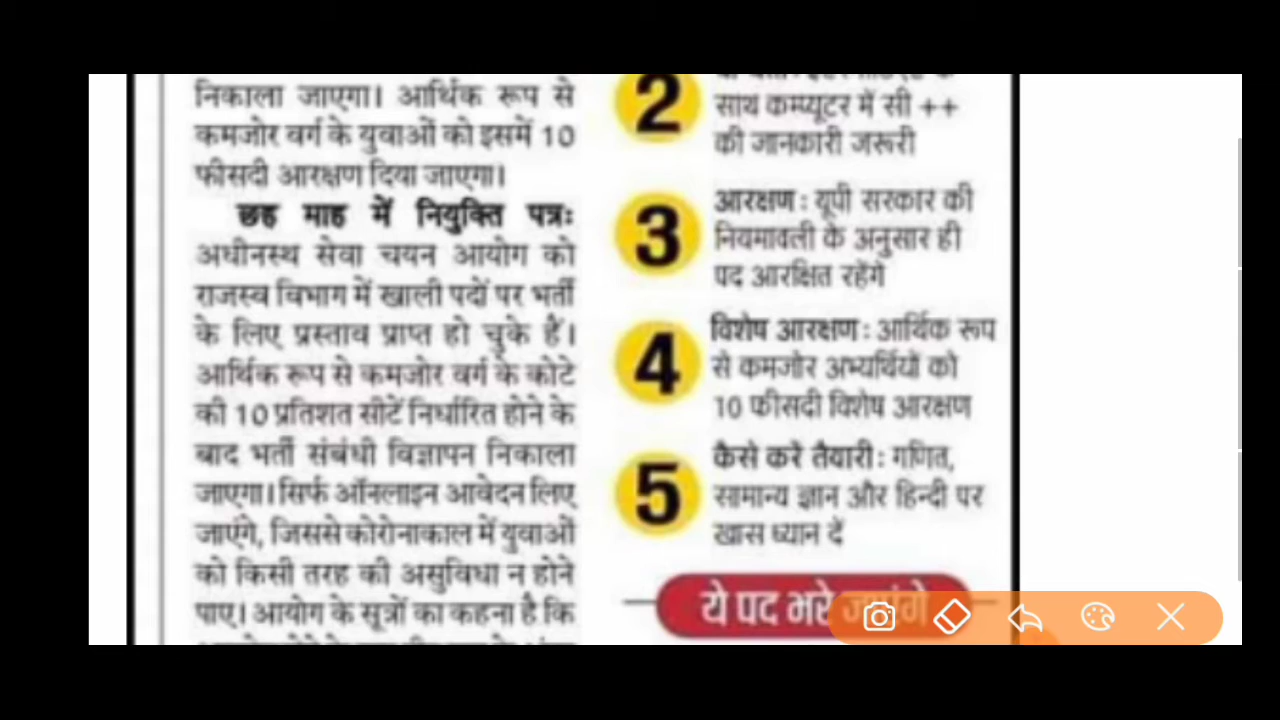 निकाला जाएगा। आर्थिक रूप से
कमजोर वर्ग के युवाओं को इसमें 10
फीसदी आरक्षण दिया जाएगा।
छह माह में नियुक्ति पत्रः
अधीनस्थ सेवा चयन आयोग को
राजस्व विभाग में खाली पदों पर भर्ती
के लिए प्रस्ताव प्राप्त हो चुके हैं।
आर्थिक रूप से कमजोर वर्ग के कोटे
की 10 प्रतिशत सीटें निर्धारित होने के
बाद भर्ती संबंधी विज्ञापन निकाला
जाएगा। सिर्फ ऑनलाइन आवेदन लिए
जाएंगे, जिससे कोरोनाकाल में युवाओं
को किसी तरह की असुविधा न होने
पाए। आयोग के सूत्रों का कहना है कि
2
साथ कम्प्यूटर में सी ++
की जानकारी जरूरी
3
आरक्षण : यूपी सरकार की
नियमावली के अनुसार ही
पद आरक्षित रहेंगे
4
विशेष आरक्षण : आर्थिक रूप
से कमजोर अभ्यर्थियों को
10 फीसदी विशेष आरक्षण
5
कैसे करें तैयारी : गणित,
सामान्य ज्ञान और हिन्दी पर
खास ध्यान दें
ये पद भरे जाएंगे